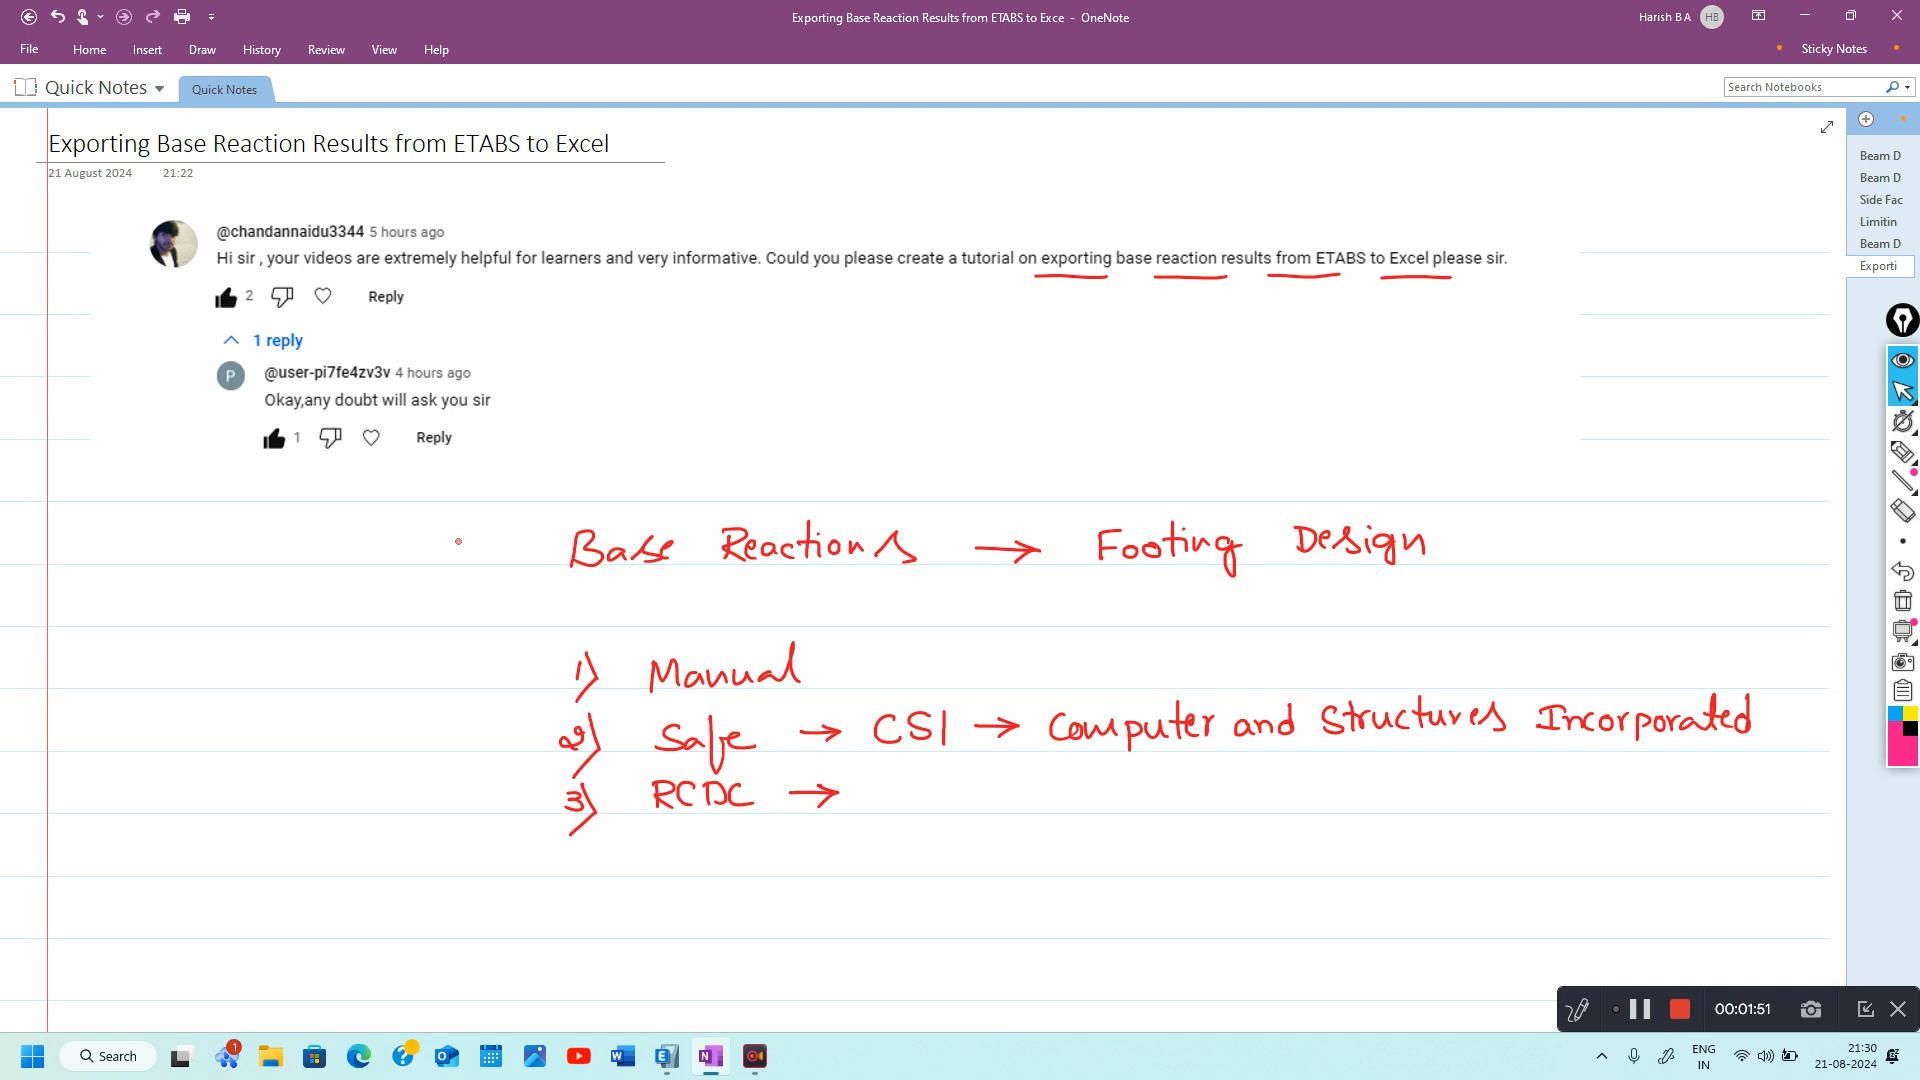 Exporting Base Reaction Results from ETABS to Exce - OneNote
Harish B A
HB
File Home Insert Draw History Review View Help
Sticky Notes
Quick Notes
Quick Notes
Search Notebooks
Exporting Base Reaction Results from ETABS to Excel
21 August 2024 21:22
Beam D
Beam D
Side Fac
Limitin
Beam D
Exporti
@chandannaidu3344 5 hours ago
Hi sir , your videos are extremely helpful for learners and very informative. Could you please create a tutorial on exporting base reaction results from ETABS to Excel please sir.
2 Reply
1 reply
P
@user-pi7fe4zv3v 4 hours ago
Okay,any doubt will ask you sir
1 Reply
Base Reactions → Footing Design
1) Manual
2) Safe → CSI → Computer and Structures Incorporated
3) RCDC →
00:01:51
Search
1
ENG
IN
21:30
21-08-2024